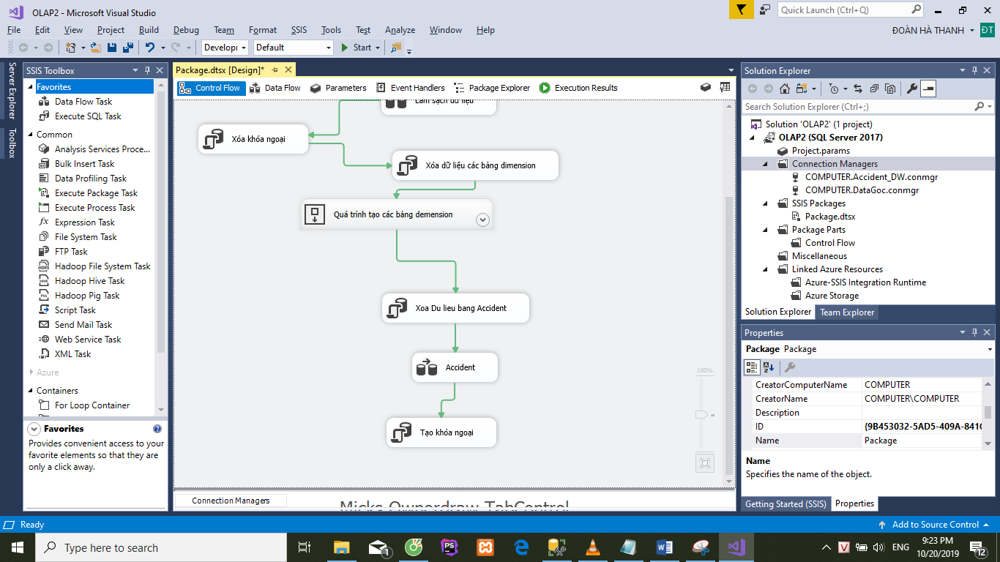 OLAP2 - Microsoft Visual Studio
Quick Launch (Ctrl+Q)
File Edit View Project Build Debug Team Format SSIS Tools Test Analyze Window Help
ĐOÀN HÀ THANH ĐT
Default
Start
Server Explorer
Toolbox
SSIS Toolbox
Favorites
Data Flow Task
Execute SQL Task
Common
Analysis Services Proce...
Bulk Insert Task
Data Profiling Task
Execute Package Task
Execute Process Task
Expression Task
File System Task
FTP Task
Hadoop File System Task
Hadoop Hive Task
Hadoop Pig Task
Script Task
Send Mail Task
Web Service Task
XML Task
Azure
Containers
For Loop Container
Favorites
Provides convenient access to your
favorite elements so that they are
only a click away.
Package.dtsx [Design]*
Control Flow Data Flow Parameters Event Handlers Package Explorer Execution Results
Làm sạch dữ liệu
Xóa khóa ngoại
Xóa dữ liệu các bảng dimension
Quá trình tạo các bảng demension
Xoa Du lieu bang Accident
Accident
Tạo khóa ngoại
100%
Connection Managers
Micks Ownerdraw TabControl
Solution Explorer
Search Solution Explorer (Ctrl+;)
Solution 'OLAP2' (1 project)
OLAP2 (SQL Server 2017)
Project.params
Connection Managers
COMPUTER.Accident_DW.conmgr
COMPUTER.DataGoc.conmgr
SSIS Packages
Package.dtsx
Package Parts
Control Flow
Miscellaneous
Linked Azure Resources
Azure-SSIS Integration Runtime
Azure Storage
Solution Explorer Team Explorer
Properties
Package Package
CreatorComputerName COMPUTER
CreatorName COMPUTER\COMPUTER
Description
ID {9B453032-5AD5-409A-841
Name Package
Name
Specifies the name of the object.
Getting Started (SSIS) Properties
Ready
Add to Source Control
Type here to search
1
PS
W
V
ENG
9:23 PM
10/20/2019
12